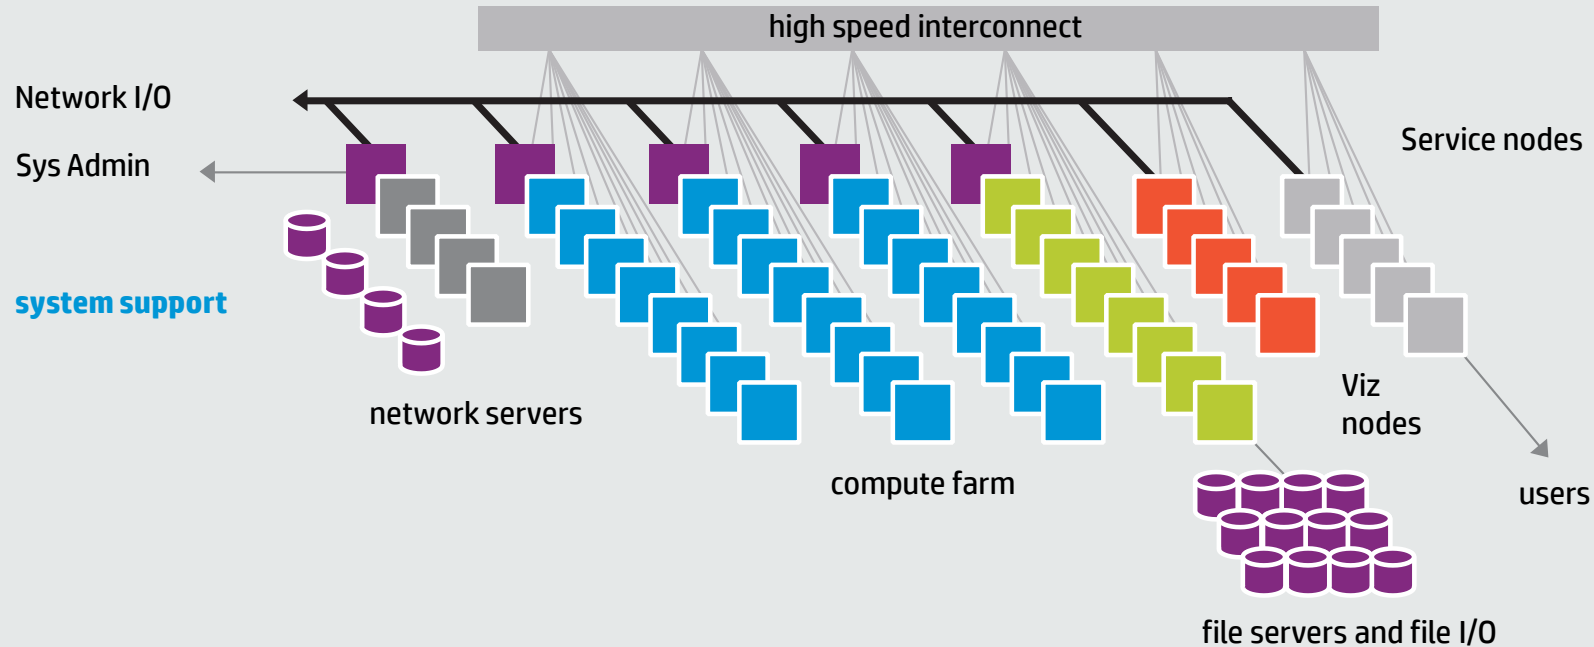 high speed interconnect
Network I/O
Service nodes
Sys Admin
system support
network servers
Viz
nodes
compute farm
users
file servers and file I/O